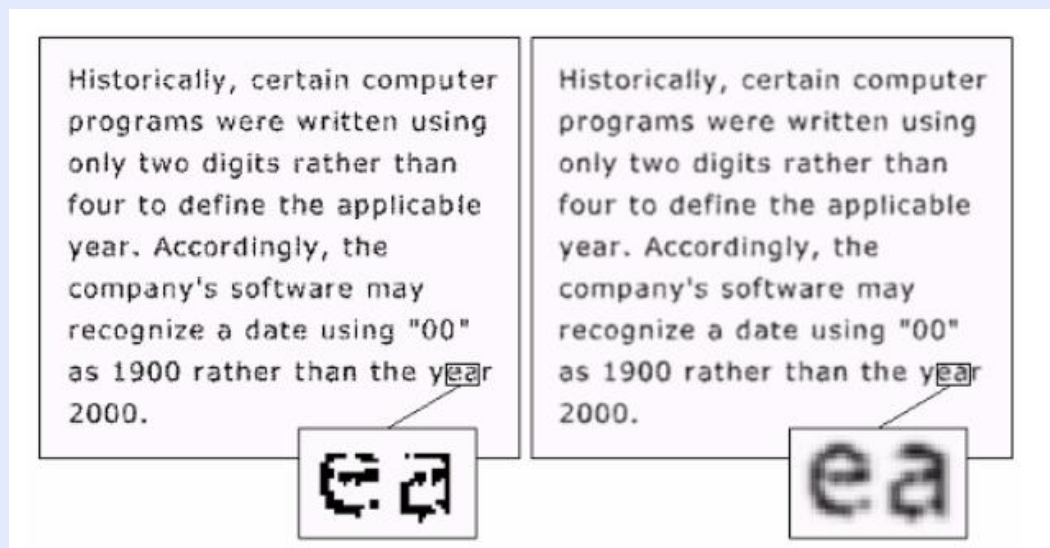 Historically, certain computer
programs were written using
only two digits rather than
four to define the applicable
year. Accordingly, the
company's software may
recognize a date using "00"
as 1900 rather than the year
2000.
ea
Historically, certain computer
programs were written using
only two digits rather than
four to define the applicable
year. Accordingly, the
company's software may
recognize a date using "00"
as 1900 rather than the year
2000.
ea